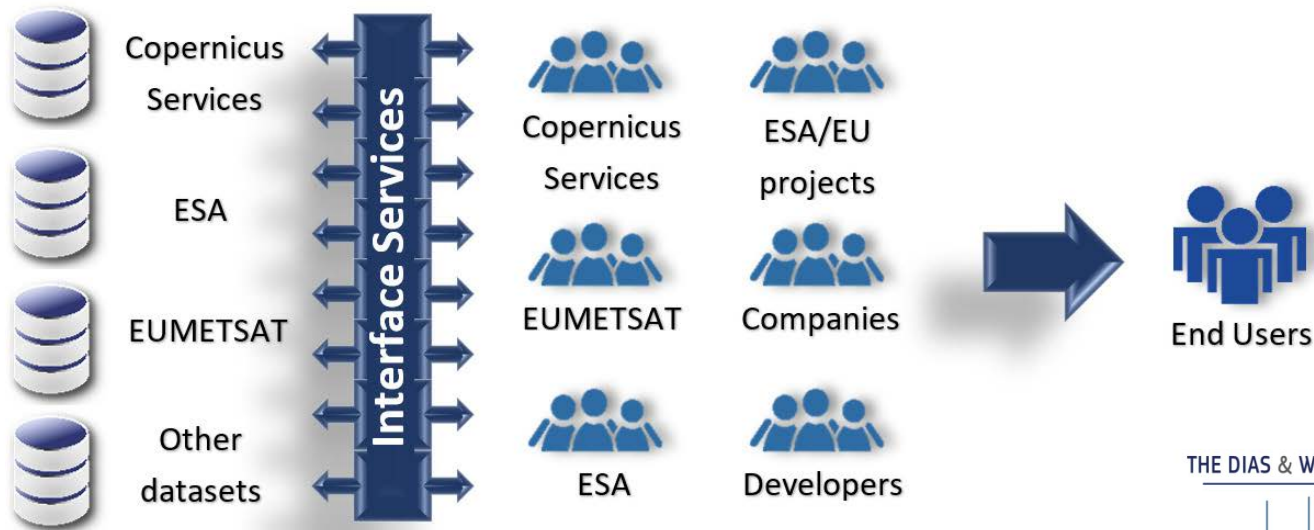 Copernicus
Services
ESA
EUMETSAT
Other
datasets
Interface Services
Copernicus
Services
ESA/EU
projects
EUMETSAT
Companies
ESA
Developers
End Users
THE DIAS &